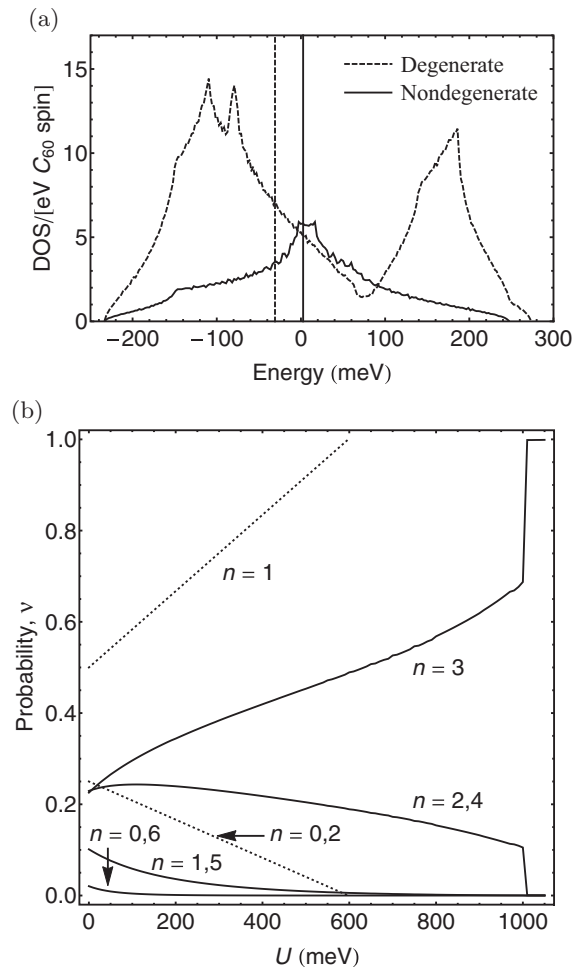 (a)
DOS/[eV C60 spin]
15
10
5
0
Degenerate
Nondegenerate
−200 −100 0 100 200 300
Energy (meV)
(b)
Probability, ν
1.0
0.8
0.6
0.4
0.2
0.0
n = 1
n = 3
n = 2,4
n = 0,6
n = 0,2
n = 1,5
0 200 400 600 800 1000
U (meV)